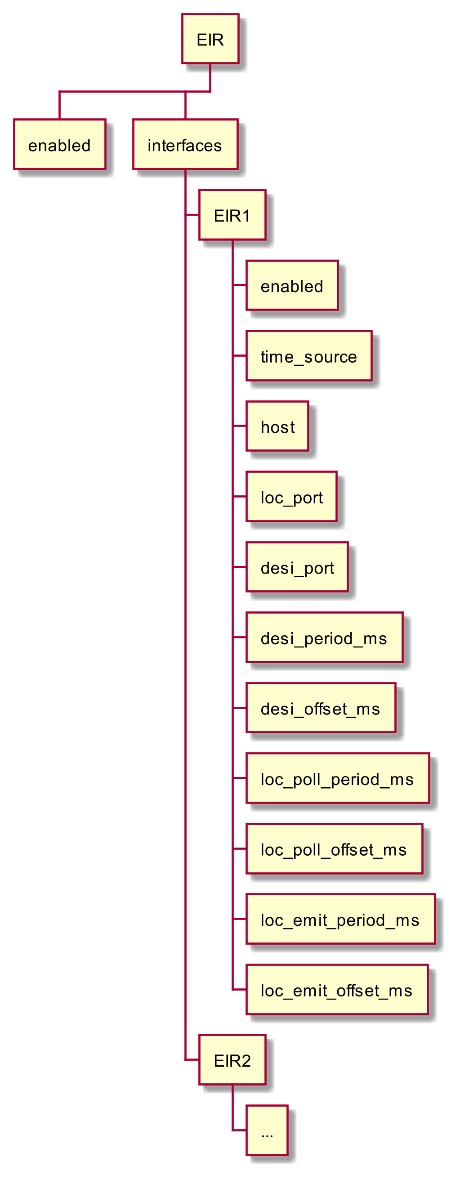 EIR
enabled
interfaces
EIR1
enabled
time_source
host
loc_port
desi_port
desi_period_ms
desi_offset_ms
loc_poll_period_ms
loc_poll_offset_ms
loc_emit_period_ms
loc_emit_offset_ms
EIR2
...